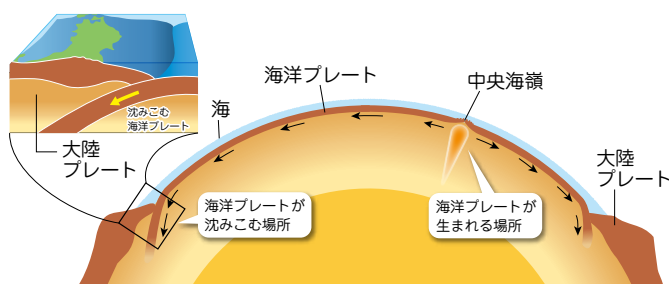 沈みこむ
海洋プレート
大陸
プレート
海
海洋プレート
中央海嶺
大陸
プレート
海洋プレートが
沈みこむ場所
海洋プレートが
生まれる場所